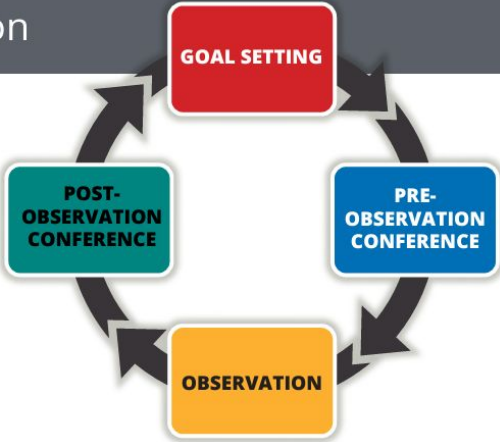 on
GOAL SETTING
PRE-
OBSERVATION
CONFERENCE
OBSERVATION
POST-
OBSERVATION
CONFERENCE